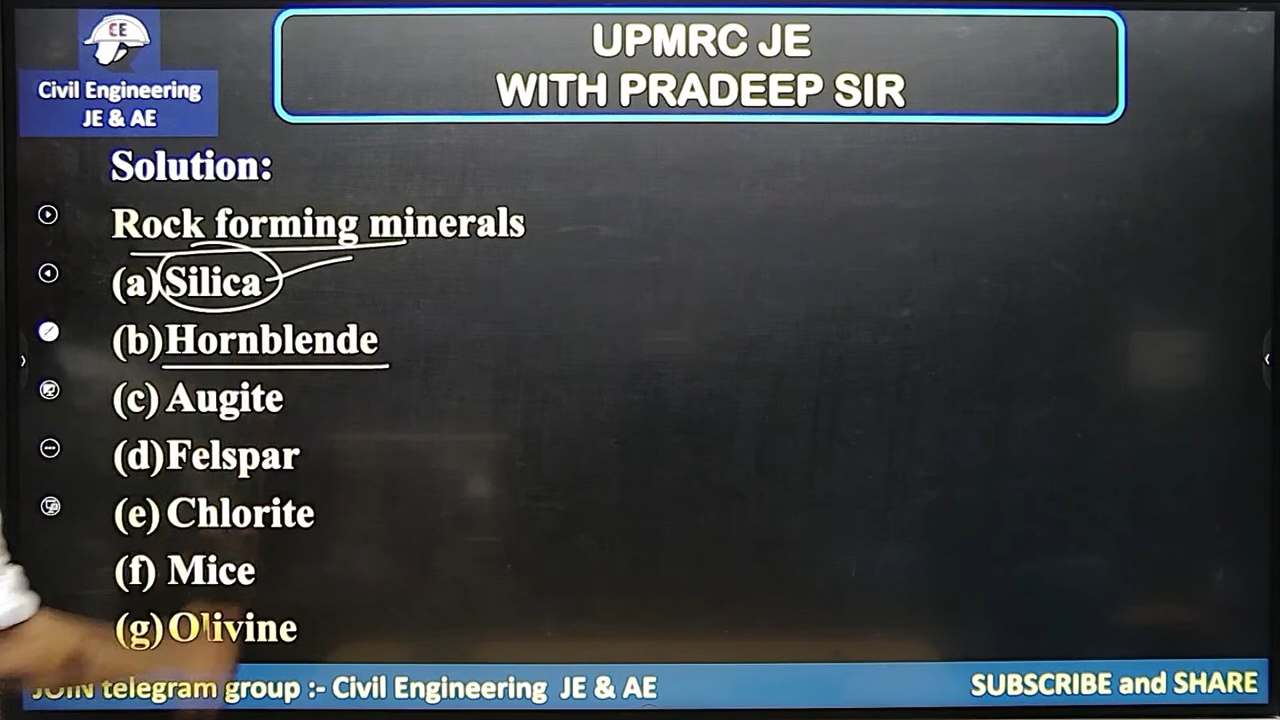 CE
Civil Engineering
JE & AE
UPMRC JE
WITH PRADEEP SIR
Solution:
Rock forming minerals
(a) Silica
(b) Hornblende
(c) Augite
(d) Felspar
(e) Chlorite
(f) Mice
(g) Olivine
JOIN telegram group :- Civil Engineering JE & AE
SUBSCRIBE and SHARE